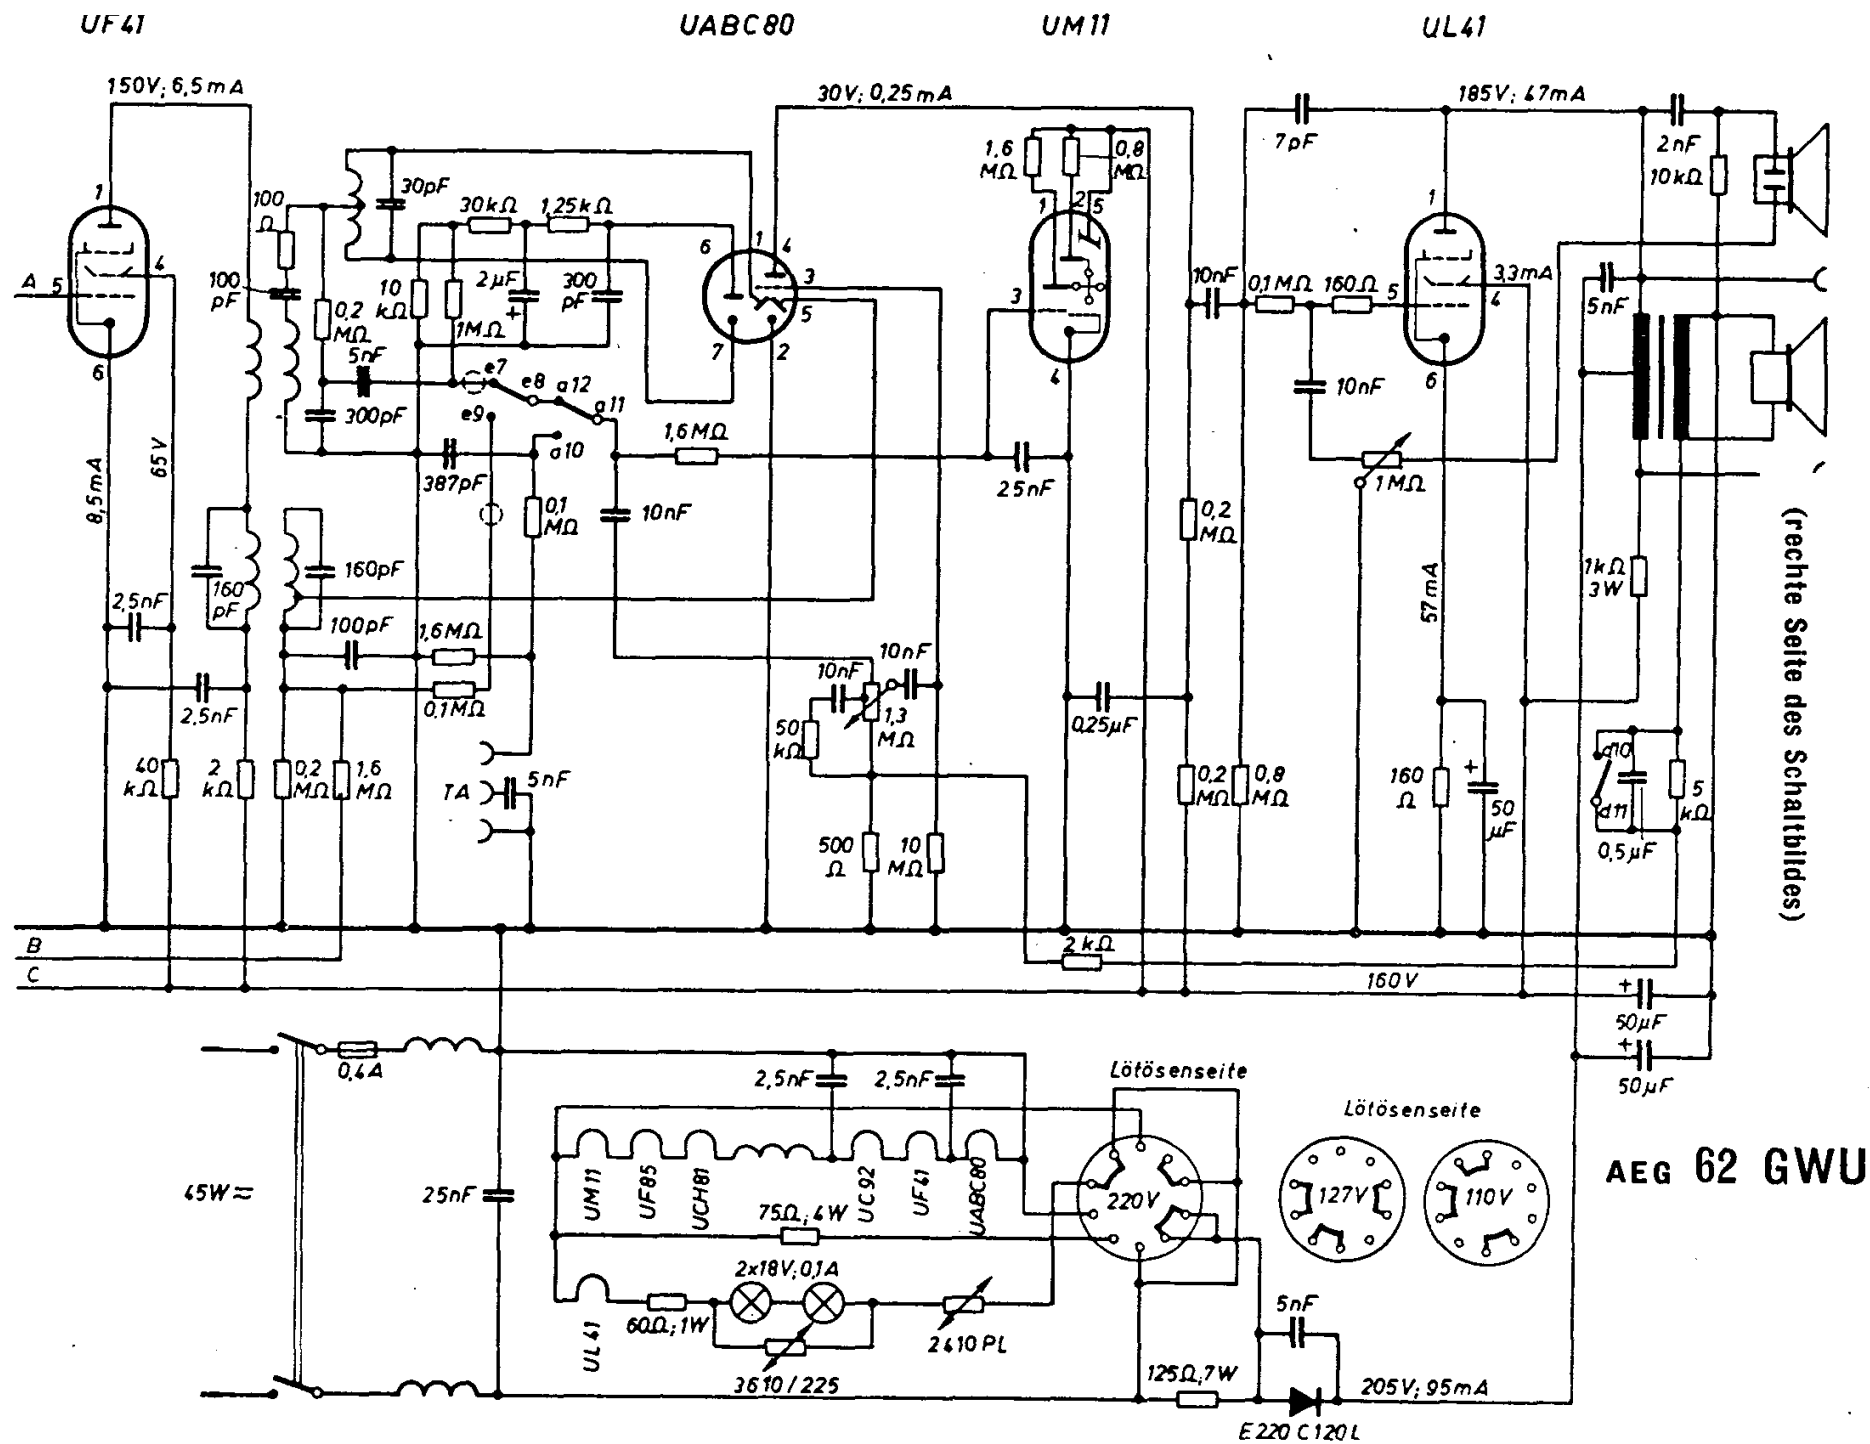 UF41
UABC80
UM11
UL41
150V; 6,5mA
30V; 0,25mA
185V; 47mA
1
100
Ω
30pF
30kΩ
1,25kΩ
6
1
4
1,6
MΩ
0,8
MΩ
1
2
5
7pF
1
2nF
10kΩ
A
5
4
100
pF
0,2
MΩ
10
kΩ
1MΩ
2µF
+
300
pF
3
5
7
2
3
4
10nF
0,1MΩ
160Ω
5
3,3mA
4
5nF
6
5nF
300pF
e7
e8
a12
e9
a11
a10
6
10nF
8,5mA
65V
387pF
1,6MΩ
25nF
1MΩ
0,1
MΩ
10nF
0,2
MΩ
160
pF
160pF
57mA
1kΩ
3W
2,5nF
100pF
1,6MΩ
10nF
10nF
2,5nF
0,1MΩ
50
kΩ
1,3
MΩ
0,25µF
40
kΩ
2
kΩ
0,2
MΩ
1,6
MΩ
TA
5nF
0,2
MΩ
0,8
MΩ
160
Ω
+
50
µF
d10
d11
5
kΩ
0,5µF
500
Ω
10
MΩ
(rechte Seite des Schaltbildes)
B
C
2kΩ
160V
+
50µF
+
50µF
0,4A
2,5nF
2,5nF
Lötösenseite
Lötösenseite
UM11
UF85
UCH81
UC92
UF41
UABC80
45W≂
25nF
75Ω; 4W
220V
127V
110V
AEG 62 GWU
2x18V; 0,1A
UL41
60Ω; 1W
2410PL
3610/225
5nF
125Ω; 7W
205V; 95mA
E220 C120L